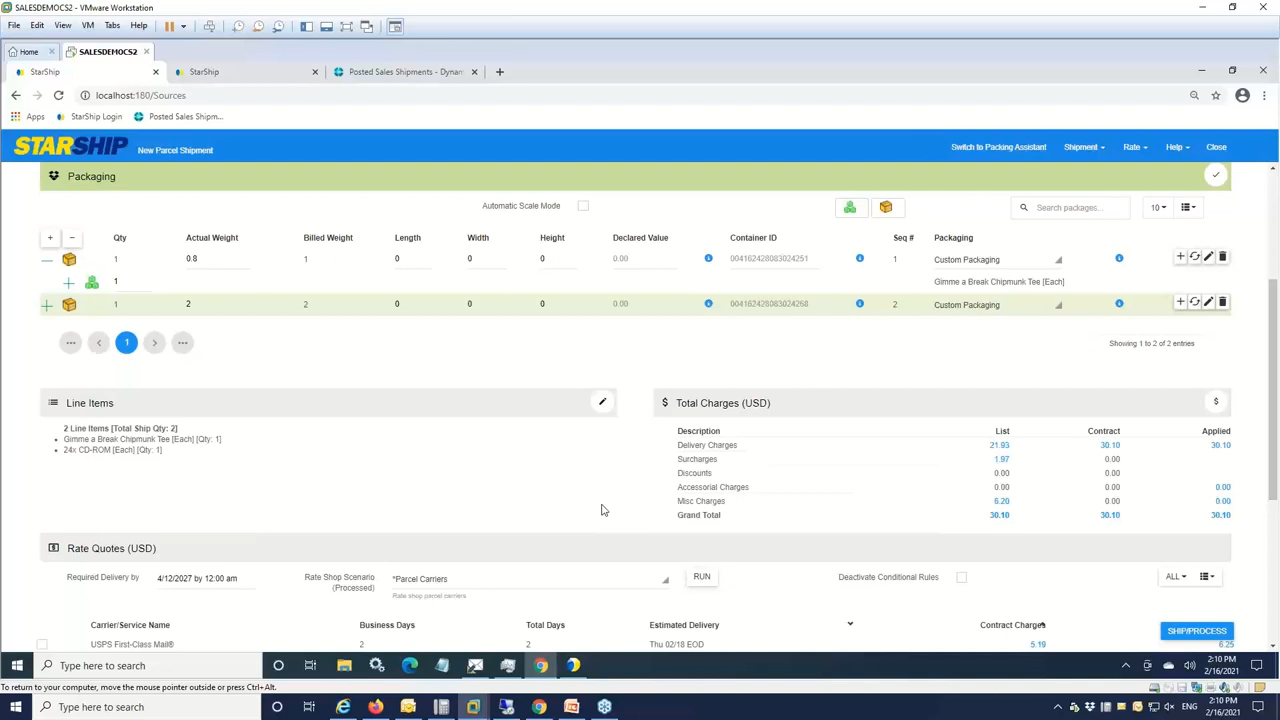 SALESDEMOCS2 - VMware Workstation
File Edit View VM Tabs Help
Home SALESDEMOCS2
StarShip StarShip Posted Sales Shipments - Dynam
localhost:180/Sources
Apps StarShip Login Posted Sales Shipm...
STARSHIP New Parcel Shipment Switch to Packing Assistant Shipment Rate Help Close
Packaging
Automatic Scale Mode Search packages... 10
Qty Actual Weight Billed Weight Length Width Height Declared Value Container ID Seq # Packaging
1 0.8 1 0 0 0 0.00 004162428083024251 1 Custom Packaging
1 Gimme a Break Chipmunk Tee [Each]
1 2 2 0 0 0 0.00 004162428083024268 2 Custom Packaging
1 Showing 1 to 2 of 2 entries
Line Items
2 Line Items [Total Ship Qty: 2]
Gimme a Break Chipmunk Tee [Each] [Qty: 1]
24x CD-ROM [Each] [Qty: 1]
$ Total Charges (USD) $
Description List Contract Applied
Delivery Charges 21.93 30.10 30.10
Surcharges 1.97 0.00
Discounts 0.00 0.00
Accessorial Charges 0.00 0.00 0.00
Misc Charges 6.20 0.00 0.00
Grand Total 30.10 30.10 30.10
Rate Quotes (USD)
Required Delivery by 4/12/2027 by 12:00 am
Rate Shop Scenario (Processed) *Parcel Carriers RUN
Rate shop parcel carriers
Deactivate Conditional Rules ALL
Carrier/Service Name Business Days Total Days Estimated Delivery Contract Charges
USPS First-Class Mail® 2 2 Thu 02/18 EOD 5.19 6.25
SHIP/PROCESS
Type here to search 2:10 PM
2/16/2021
To return to your computer, move the mouse pointer outside or press Ctrl+Alt.
Type here to search ENG 2:10 PM
2/16/2021